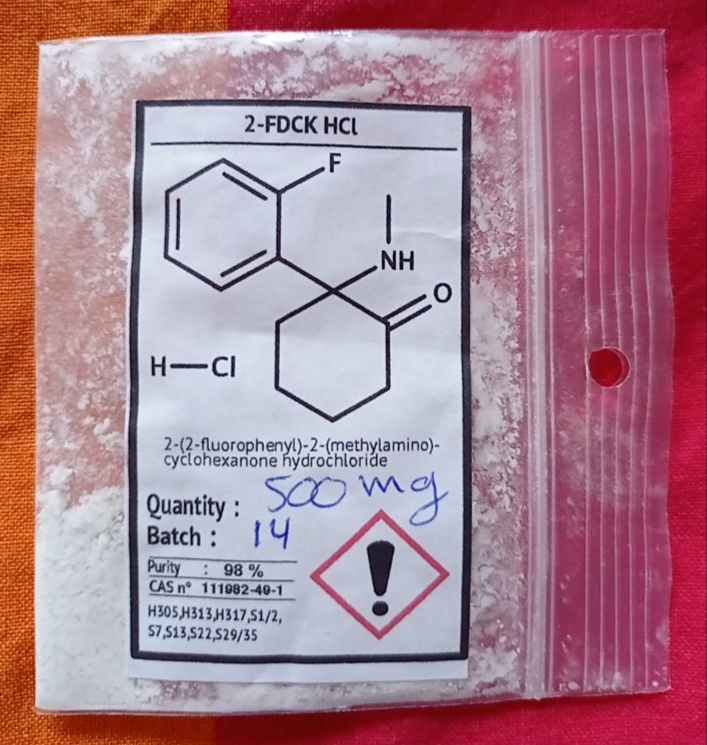 2-FDCK HCl
F
NH
O
H—Cl
2-(2-fluorophenyl)-2-(methylamino)-
cyclohexanone hydrochloride
Quantity : 500 mg
Batch : 14
Purity : 98 %
CAS n° 111982-49-1
H305,H313,H317,S1/2,
S7,S13,S22,S29/35